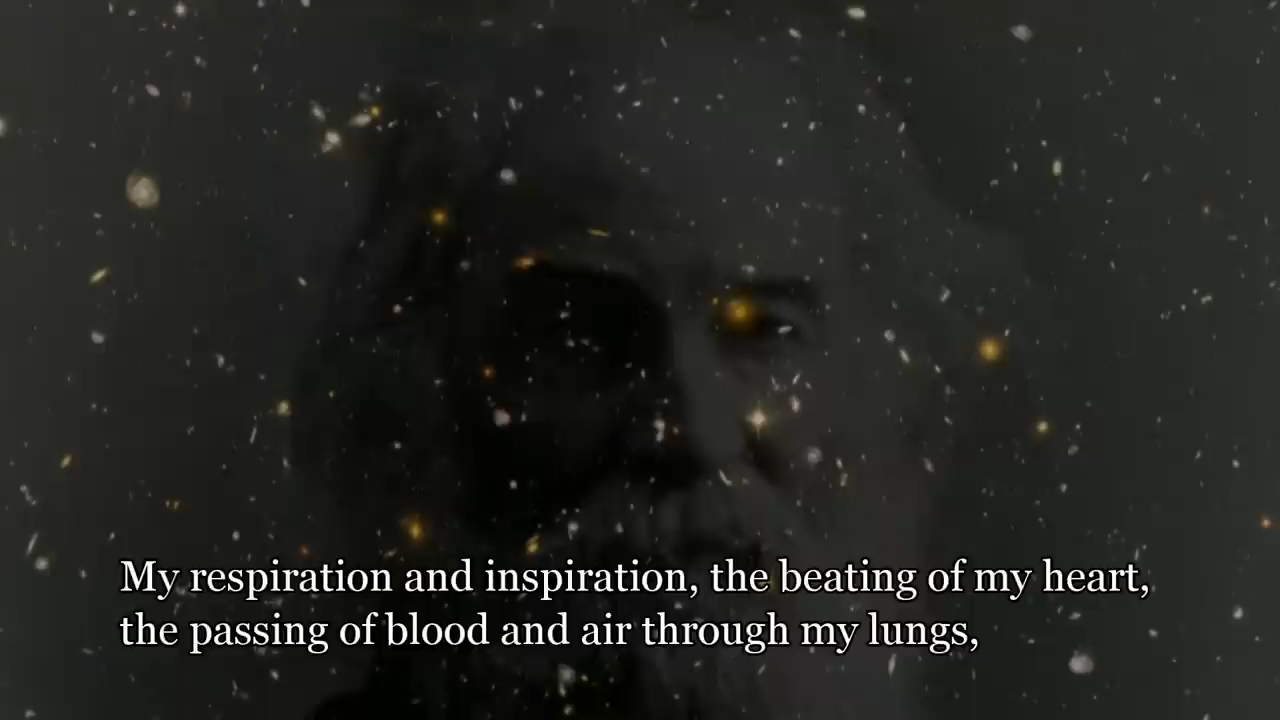 My respiration and inspiration, the beating of my heart,
the passing of blood and air through my lungs,